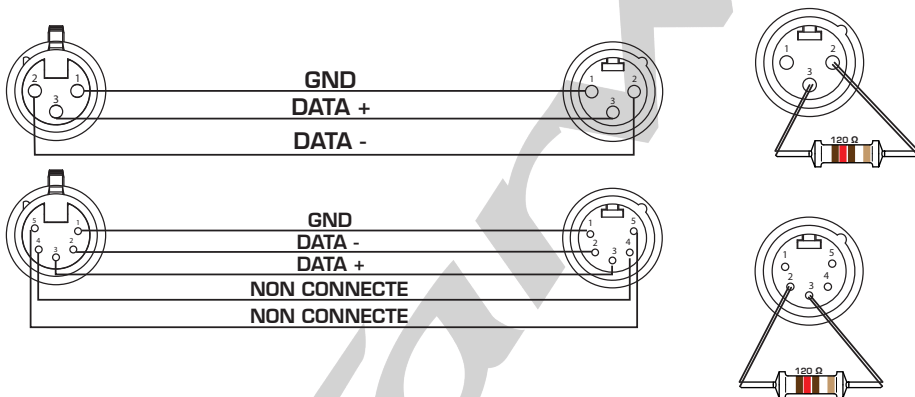 2 1
3
GND
DATA +
DATA -
1 2
3
1 2
3
120 Ω
5 1
4 3 2
GND
DATA -
DATA +
NON CONNECTE
NON CONNECTE
1 5
2 3 4
1 5
2 3 4
120 Ω